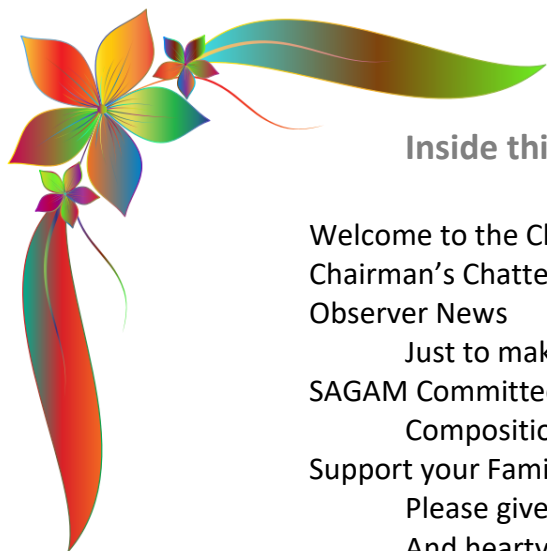 Inside thi
Welcome to the Cl
Chairman's Chatte
Observer News
Just to mak
SAGAM Committe
Compositio
Support your Fami
Please give
And hearty